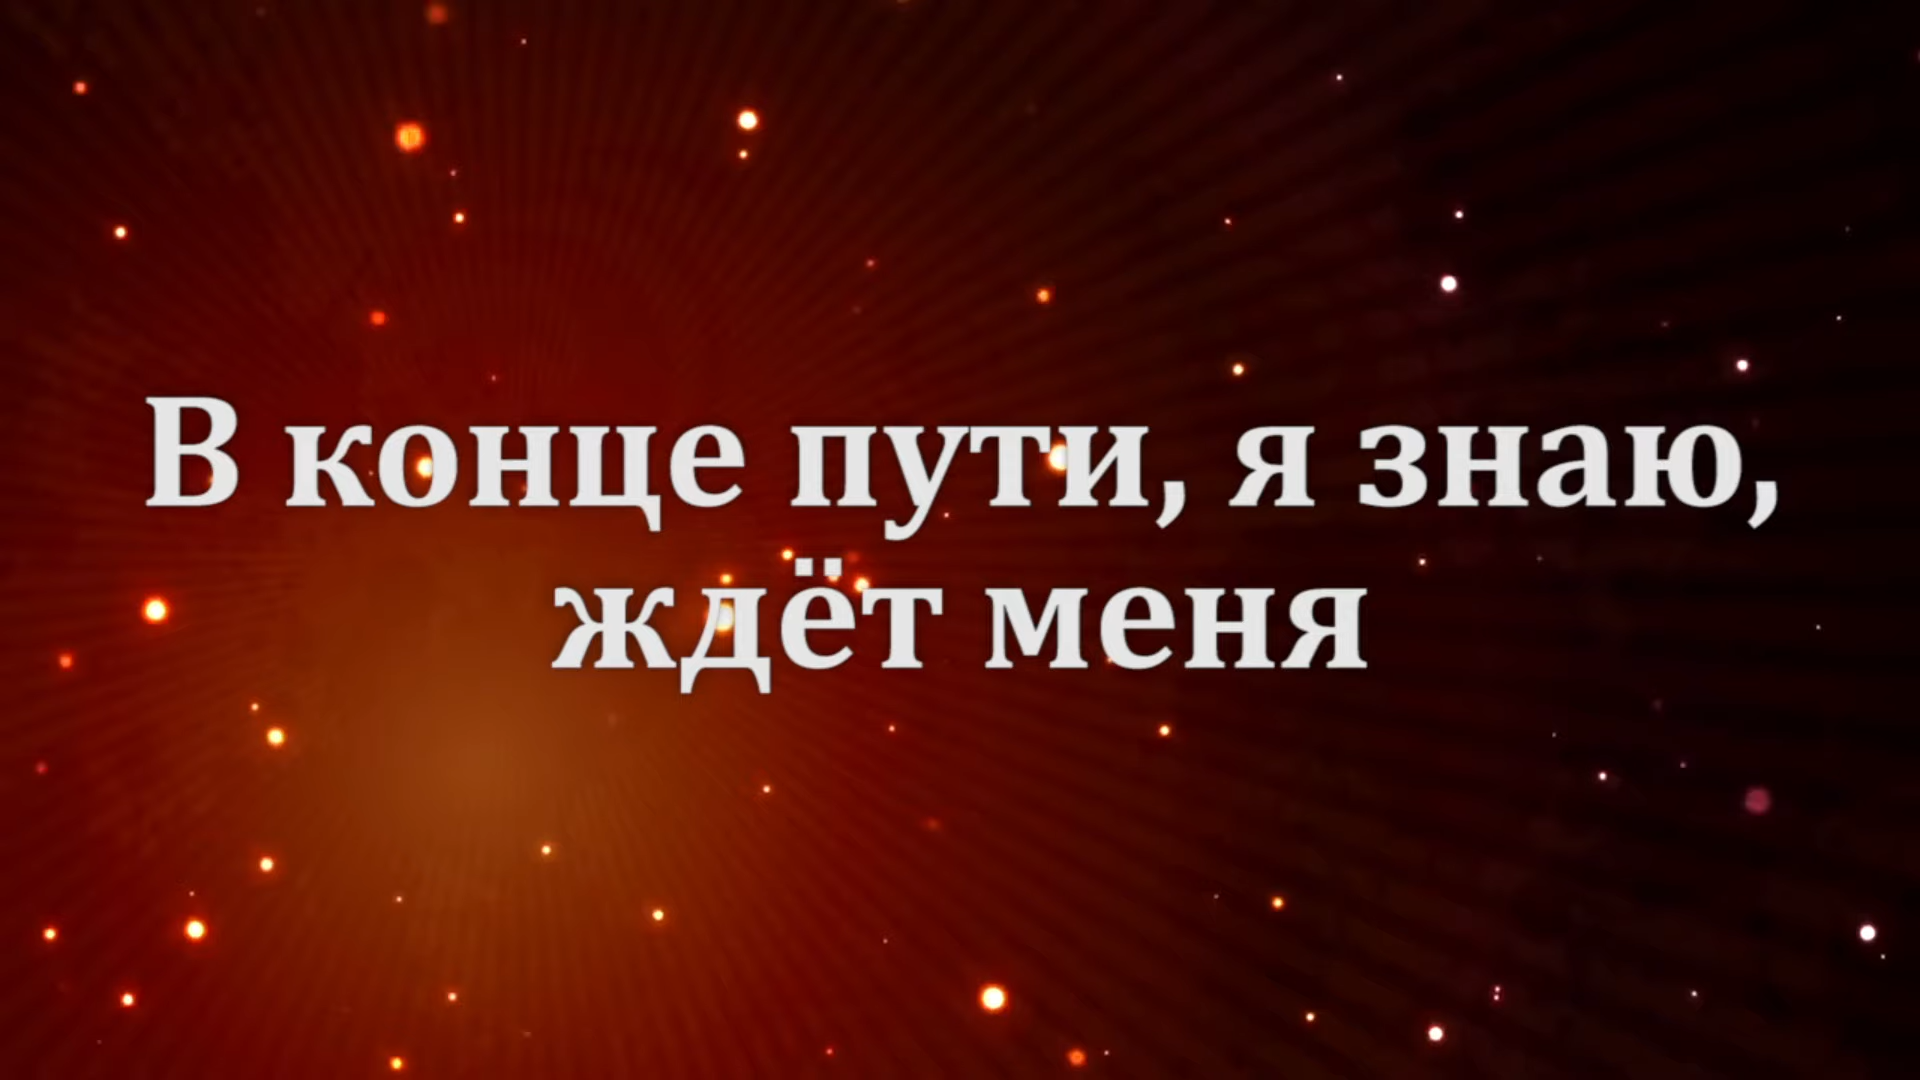 В конце пути, я знаю,
ждёт меня